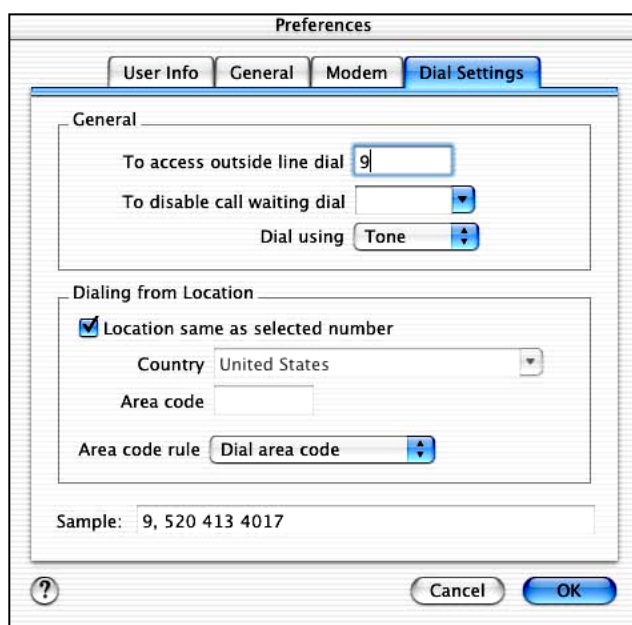 Preferences
User Info General Modem Dial Settings
General
To access outside line dial 9
To disable call waiting dial
Dial using Tone
Dialing from Location
Location same as selected number
Country United States
Area code
Area code rule Dial area code
Sample: 9, 520 413 4017
? Cancel OK